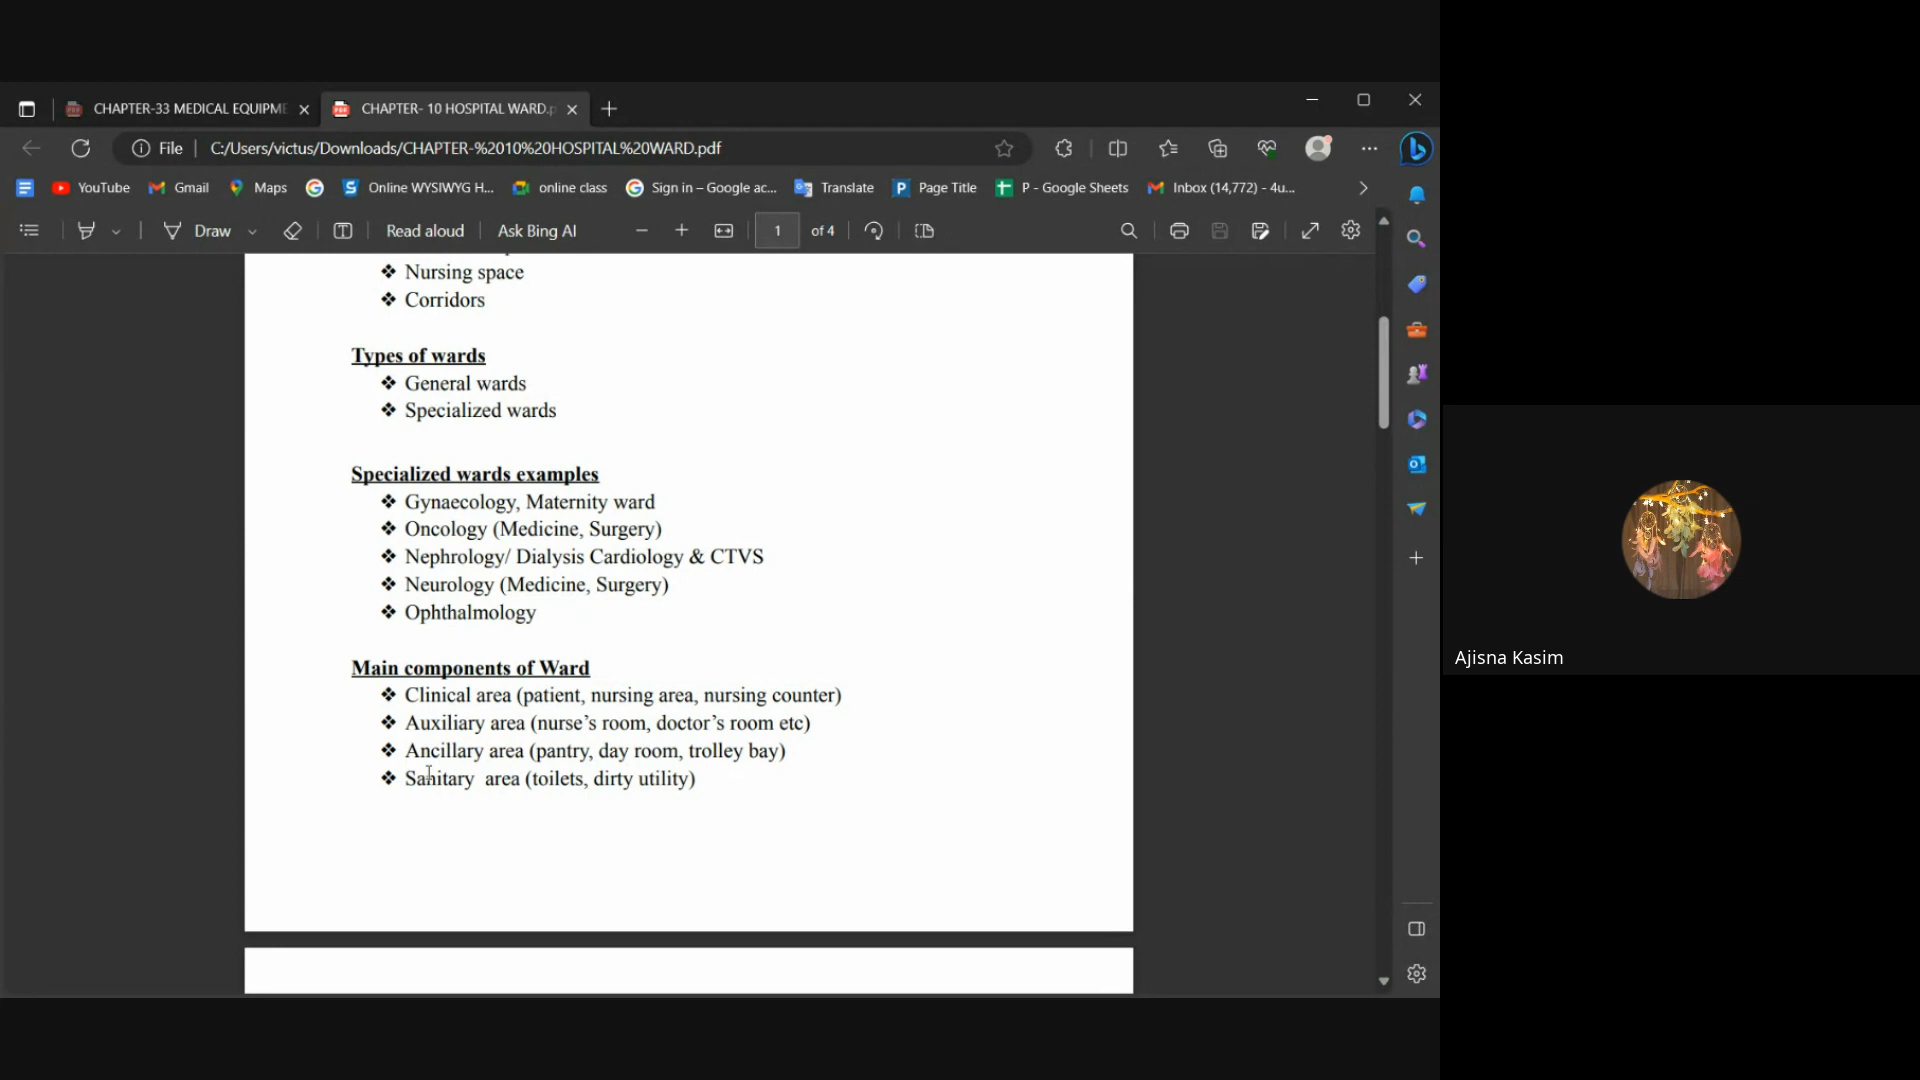 CHAPTER-33 MEDICAL EQUIPME
CHAPTER- 10 HOSPITAL WARD.p
File
C:/Users/victus/Downloads/CHAPTER-%2010%20HOSPITAL%20WARD.pdf
YouTube
Gmail
Maps
Online WYSIWYG H...
online class
Sign in – Google ac...
Translate
Page Title
P - Google Sheets
Inbox (14,772) - 4u...
Draw
Read aloud
Ask Bing AI
1
of 4
❖ Nursing space
❖ Corridors
Types of wards
❖ General wards
❖ Specialized wards
Specialized wards examples
❖ Gynaecology, Maternity ward
❖ Oncology (Medicine, Surgery)
❖ Nephrology/ Dialysis Cardiology & CTVS
❖ Neurology (Medicine, Surgery)
❖ Ophthalmology
Main components of Ward
❖ Clinical area (patient, nursing area, nursing counter)
❖ Auxiliary area (nurse’s room, doctor’s room etc)
❖ Ancillary area (pantry, day room, trolley bay)
❖ Sanitary  area (toilets, dirty utility)
Ajisna Kasim